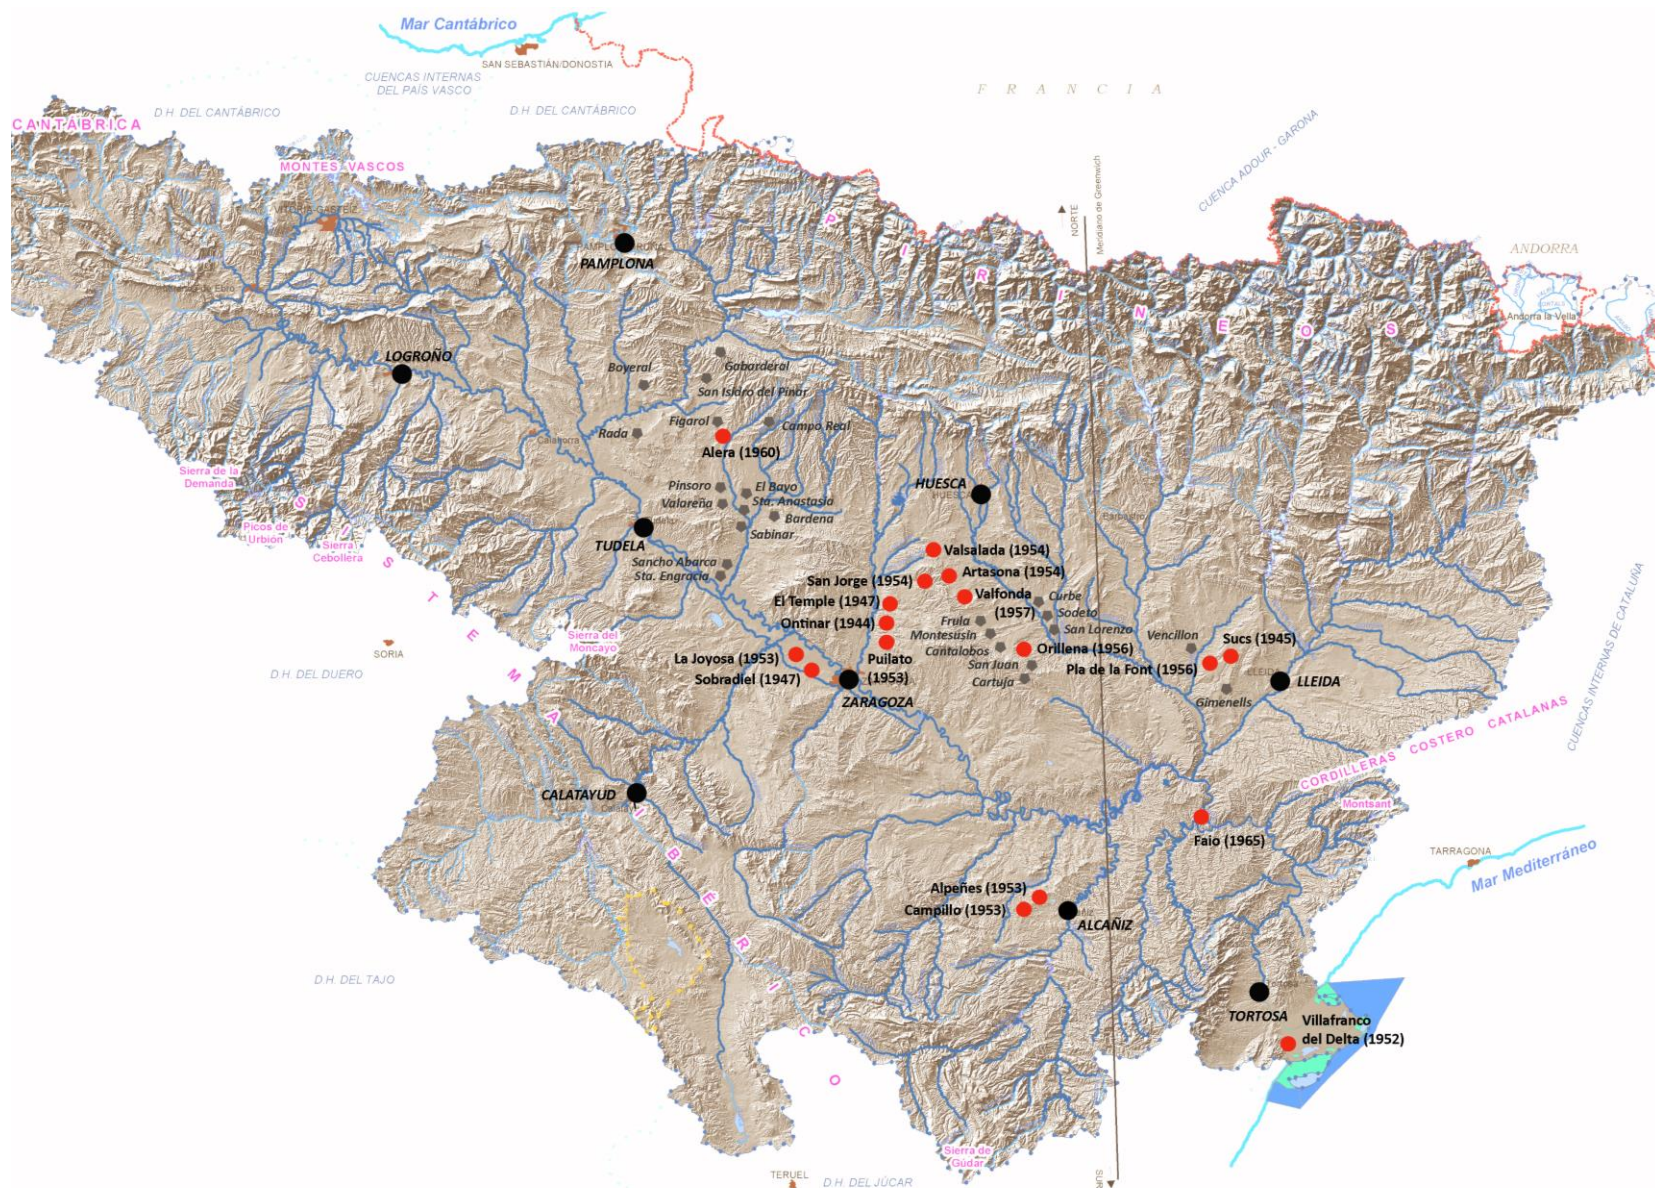 Mar Cantábrico
SAN SEBASTIÁN/DONOSTIA
CUENCAS INTERNAS
DEL PAÍS VASCO
F R A N C I A
D.H. DEL CANTÁBRICO
D.H. DEL CANTÁBRICO
CANTÁBRICA
CUENCA ADOUR - GARONA
MONTES VASCOS
NORTE
Meridiano de Greenwich
PIRINEOS
ANDORRA
Andorra la Vella
PAMPLONA
LOGROÑO
Boyeral
Gabarderal
San Isidro del Pinar
Figarol
Campo Real
Rada
Calahorra
Alera (1960)
Sierra de la
Demanda
Picos de
Urbión
Sierra
Cebollera
Pinsoro
El Bayo
Valareña
Sta. Anastasia
Bardena
Sabinar
HUESCA
HUESCA
Barbastro
TUDELA
Sancho Abarca
Sta. Engracia
Valsalada (1954)
San Jorge (1954)
Artasona (1954)
El Temple (1947)
Valfonda
(1957)
Ontinar (1944)
Curbe
Sodeto
San Lorenzo
Frula
Montesusín
Cantalobos
Orillena (1956)
San Juan
Cartuja
Vencillon
Sucs (1945)
Pla de la Font (1956)
Gimenells
LLEIDA
LLEIDA
SISTEMA IBÉRICO
SORIA
Sierra del
Moncayo
D.H. DEL DUERO
La Joyosa (1953)
Sobradiel (1947)
Puilato
(1953)
ZARAGOZA
CUENCAS INTERNAS DE CATALUÑA
CORDILLERAS COSTERO CATALANAS
CALATAYUD
Montsant
Faio (1965)
TARRAGONA
Mar Mediterráneo
Alpeñes (1953)
Campillo (1953)
ALCAÑIZ
D.H. DEL TAJO
TORTOSA
Villafranco
del Delta (1952)
Sierra de
Gúdar
TERUEL
D.H. DEL JÚCAR
SUR